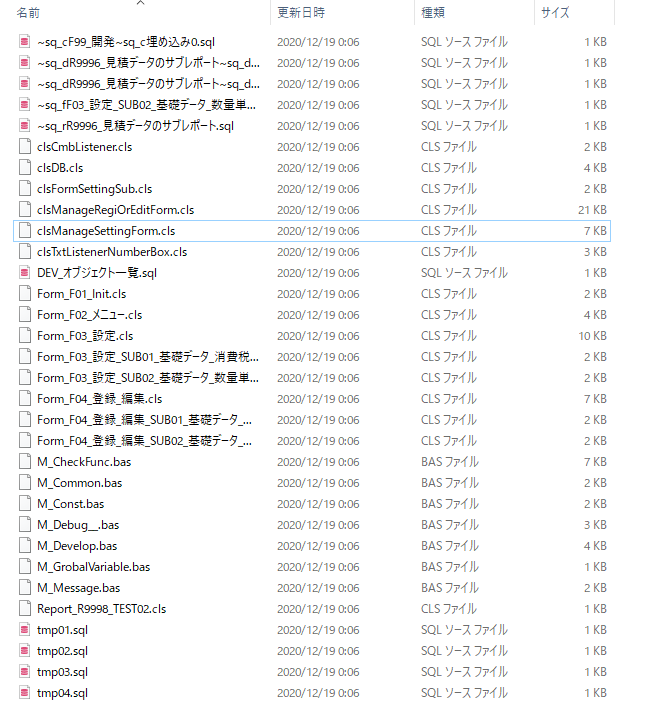 名前 更新日時 種類 サイズ
~sq_cF99_開発~sq_c埋め込み0.sql 2020/12/19 0:06 SQL ソース ファイル 1 KB
~sq_dR9996_見積データのサブレポート~sq_d... 2020/12/19 0:06 SQL ソース ファイル 1 KB
~sq_dR9996_見積データのサブレポート~sq_d... 2020/12/19 0:06 SQL ソース ファイル 1 KB
~sq_fF03_設定_SUB02_基礎データ_数量単... 2020/12/19 0:06 SQL ソース ファイル 1 KB
~sq_rR9996_見積データのサブレポート.sql 2020/12/19 0:06 SQL ソース ファイル 1 KB
clsCmbListener.cls 2020/12/19 0:06 CLS ファイル 2 KB
clsDB.cls 2020/12/19 0:06 CLS ファイル 4 KB
clsFormSettingSub.cls 2020/12/19 0:06 CLS ファイル 2 KB
clsManageRegiOrEditForm.cls 2020/12/19 0:06 CLS ファイル 21 KB
clsManageSettingForm.cls 2020/12/19 0:06 CLS ファイル 7 KB
clsTxtListenerNumberBox.cls 2020/12/19 0:06 CLS ファイル 3 KB
DEV_オブジェクト一覧.sql 2020/12/19 0:06 SQL ソース ファイル 1 KB
Form_F01_Init.cls 2020/12/19 0:06 CLS ファイル 2 KB
Form_F02_メニュー.cls 2020/12/19 0:06 CLS ファイル 4 KB
Form_F03_設定.cls 2020/12/19 0:06 CLS ファイル 10 KB
Form_F03_設定_SUB01_基礎データ_消費税... 2020/12/19 0:06 CLS ファイル 2 KB
Form_F03_設定_SUB02_基礎データ_数量単... 2020/12/19 0:06 CLS ファイル 2 KB
Form_F04_登録_編集.cls 2020/12/19 0:06 CLS ファイル 7 KB
Form_F04_登録_編集_SUB01_基礎データ_... 2020/12/19 0:06 CLS ファイル 2 KB
Form_F04_登録_編集_SUB02_基礎データ_... 2020/12/19 0:06 CLS ファイル 2 KB
M_CheckFunc.bas 2020/12/19 0:06 BAS ファイル 7 KB
M_Common.bas 2020/12/19 0:06 BAS ファイル 2 KB
M_Const.bas 2020/12/19 0:06 BAS ファイル 2 KB
M_Debug__.bas 2020/12/19 0:06 BAS ファイル 3 KB
M_Develop.bas 2020/12/19 0:06 BAS ファイル 4 KB
M_GrobalVariable.bas 2020/12/19 0:06 BAS ファイル 1 KB
M_Message.bas 2020/12/19 0:06 BAS ファイル 2 KB
Report_R9998_TEST02.cls 2020/12/19 0:06 CLS ファイル 1 KB
tmp01.sql 2020/12/19 0:06 SQL ソース ファイル 1 KB
tmp02.sql 2020/12/19 0:06 SQL ソース ファイル 1 KB
tmp03.sql 2020/12/19 0:06 SQL ソース ファイル 1 KB
tmp04.sql 2020/12/19 0:06 SQL ソース ファイル 1 KB